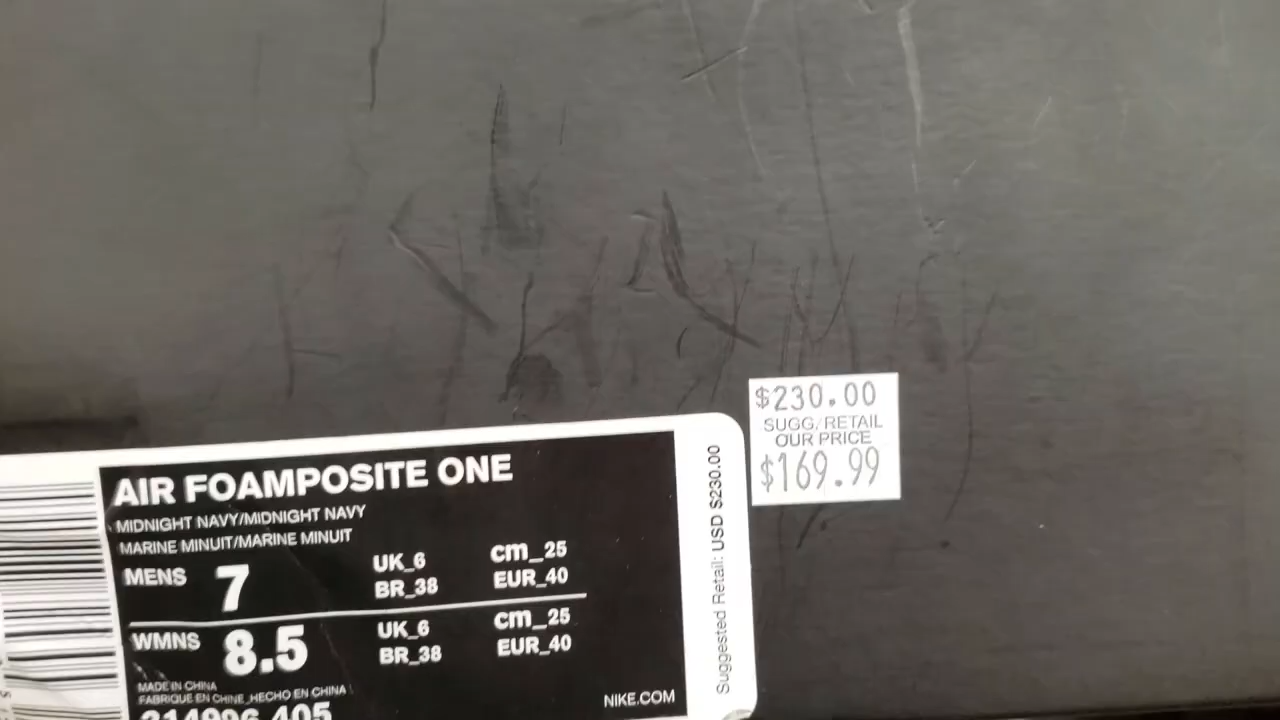 $230.00
SUGG. RETAIL
OUR PRICE
$169.99
AIR FOAMPOSITE ONE
MIDNIGHT NAVY/MIDNIGHT NAVY
MARINE MINUIT/MARINE MINUIT
MENS 7 UK_6 cm_25
BR_38 EUR_40
WMNS 8.5 UK_6 cm_25
BR_38 EUR_40
MADE IN CHINA
FABRIQUE EN CHINE_HECHO EN CHINA
314996 405
NIKE.COM
Suggested Retail: USD $230.00